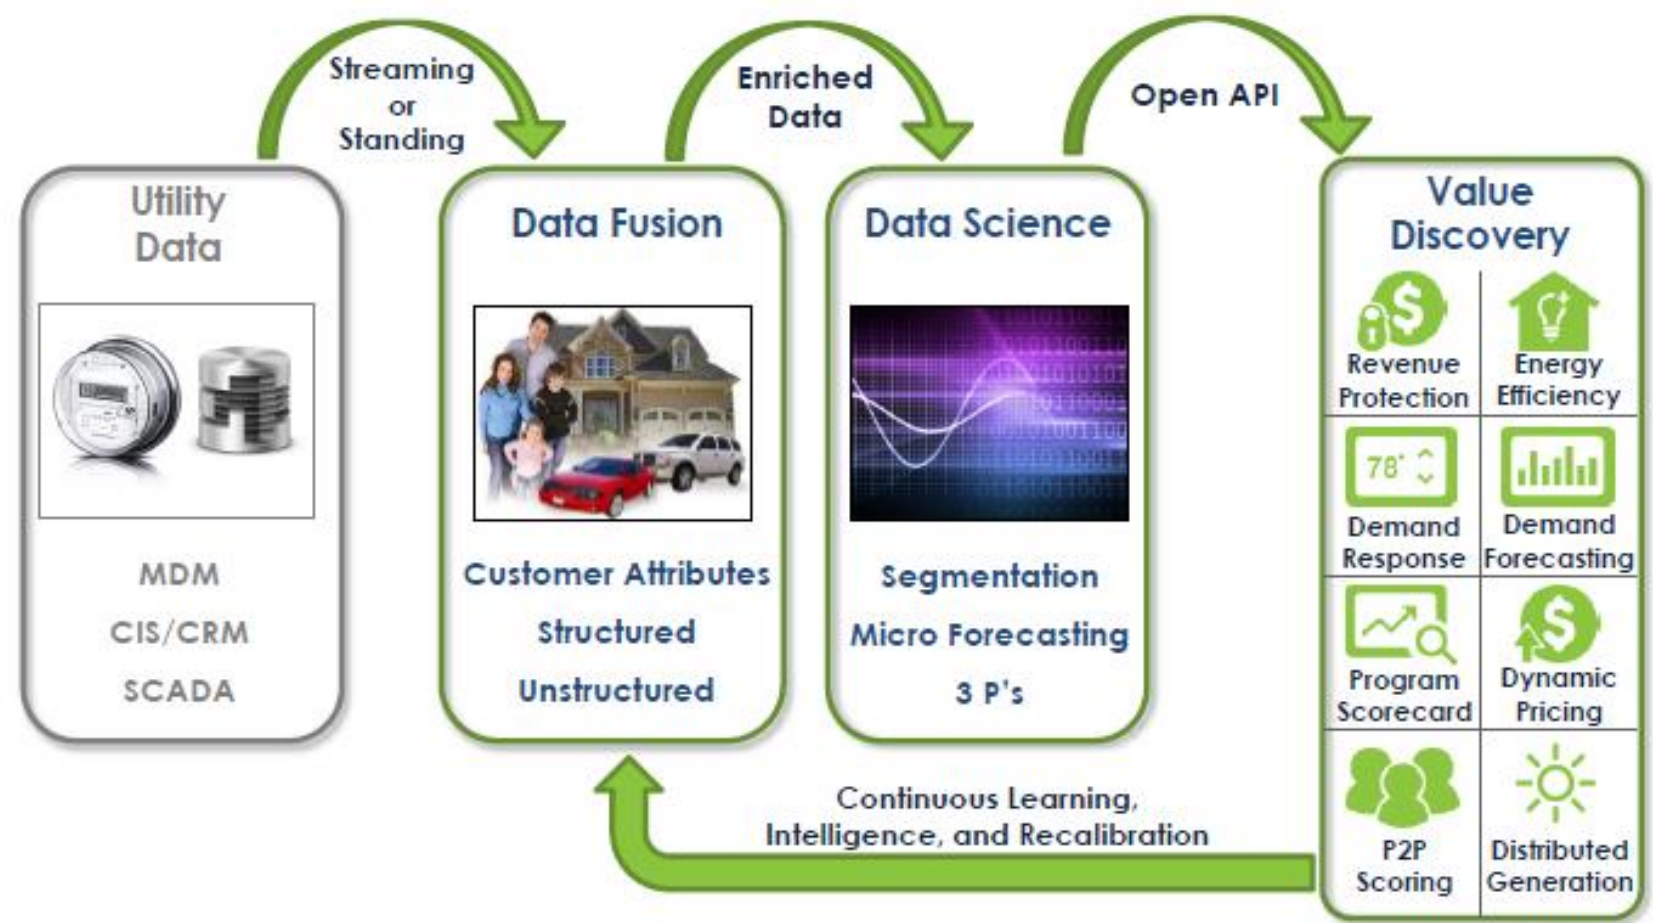 Streaming
or
Standing
Enriched
Data
Open API
Utility
Data
MDM
CIS/CRM
SCADA
Data Fusion
Customer Attributes
Structured
Unstructured
Data Science
Segmentation
Micro Forecasting
3 P's
Value
Discovery
Revenue
Protection
Energy
Efficiency
78°
Demand
Response
Demand
Forecasting
Program
Scorecard
Dynamic
Pricing
P2P
Scoring
Distributed
Generation
Continuous Learning,
Intelligence, and Recalibration